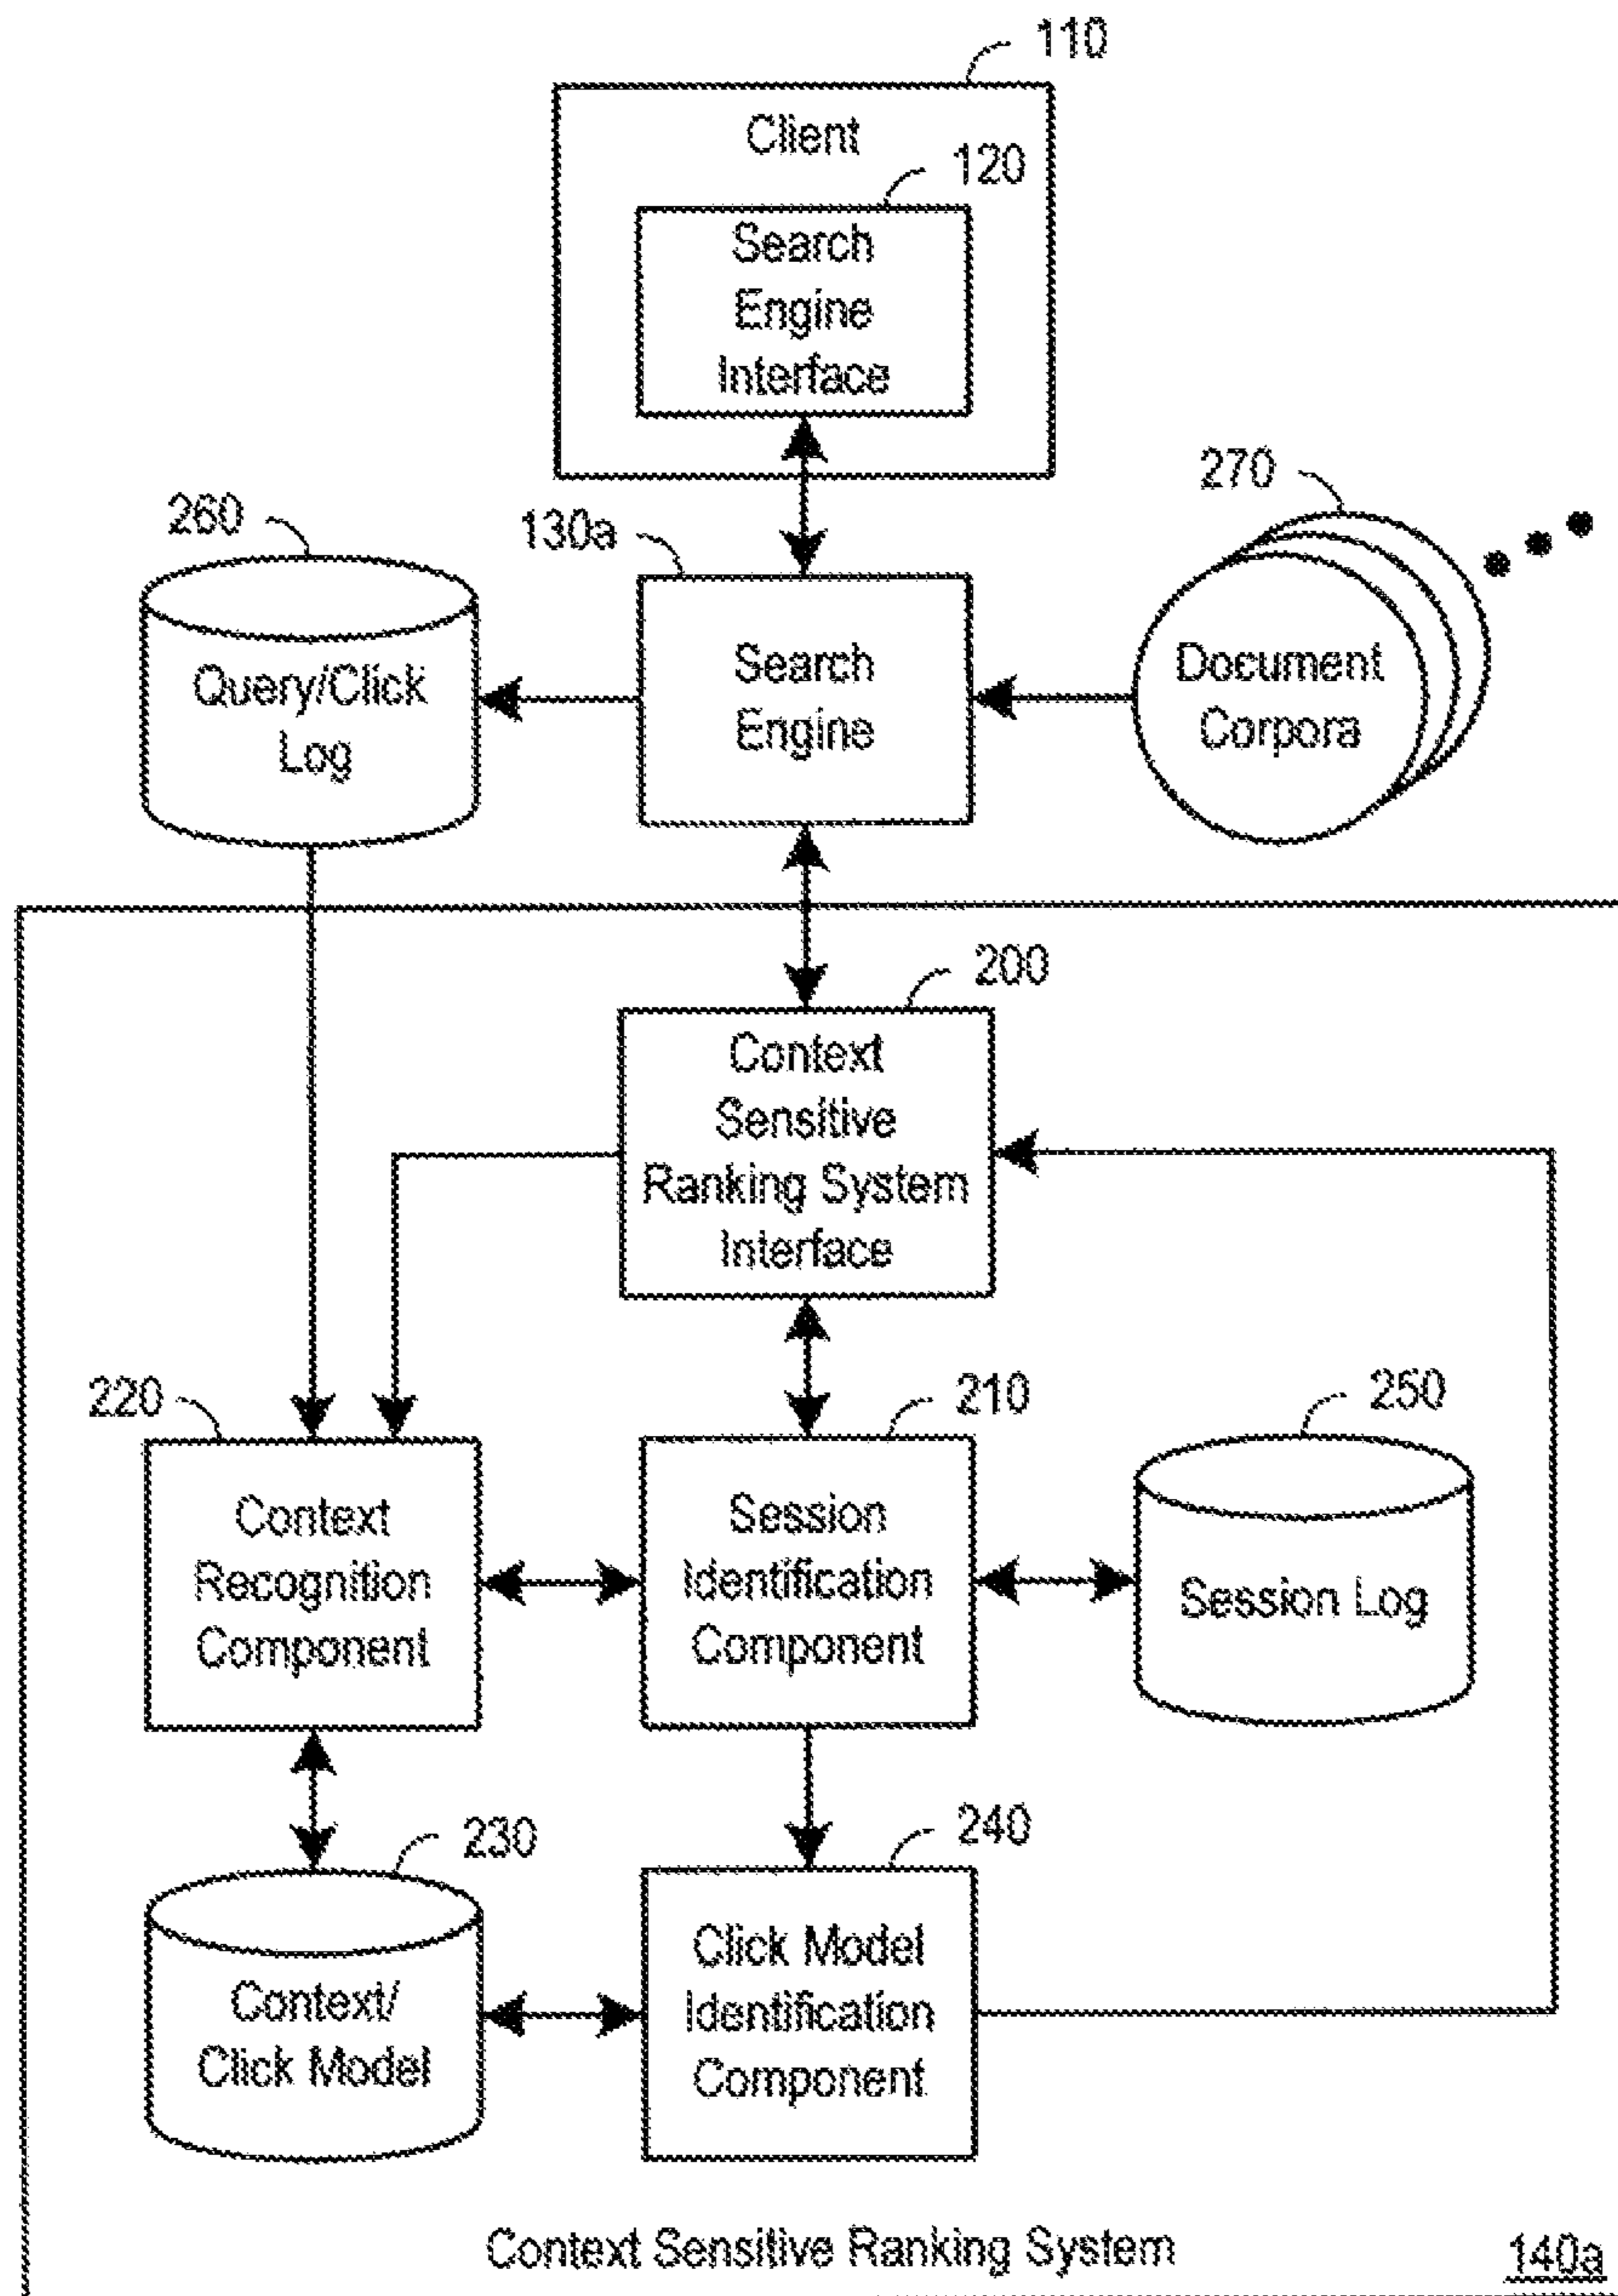 110
Client
120
Search
Engine
Interface
260
130a
270
Query/Click
Log
Search
Engine
Document
Corpora
200
Context
Sensitive
Ranking System
Interface
220
210
250
Context
Recognition
Component
Session
Identification
Component
Session Log
230
240
Context/
Click Model
Click Model
Identification
Component
Context Sensitive Ranking System
140a